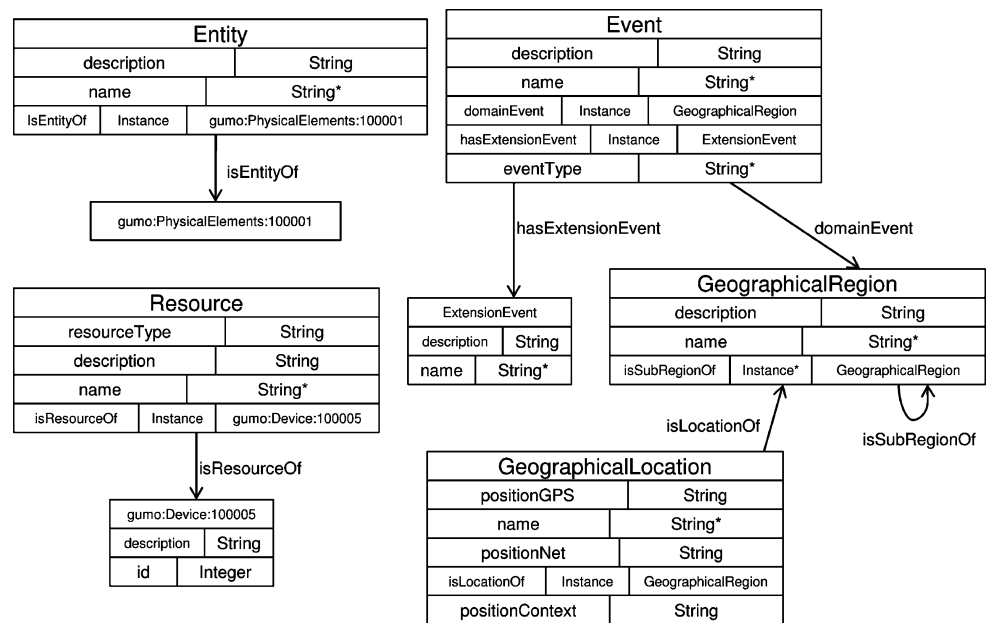 Entity
description String
name String*
IsEntityOf Instance gumo:PhysicalElements:100001
isEntityOf
gumo:PhysicalElements:100001
Event
description String
name String*
domainEvent Instance GeographicalRegion
hasExtensionEvent Instance ExtensionEvent
eventType String*
hasExtensionEvent
domainEvent
Resource
resourceType String
description String
name String*
isResourceOf Instance gumo:Device:100005
isResourceOf
gumo:Device:100005
description String
id Integer
ExtensionEvent
description String
name String*
GeographicalRegion
description String
name String*
isSubRegionOf Instance* GeographicalRegion
isLocationOf
isSubRegionOf
GeographicalLocation
positionGPS String
name String*
positionNet String
isLocationOf Instance GeographicalRegion
positionContext String